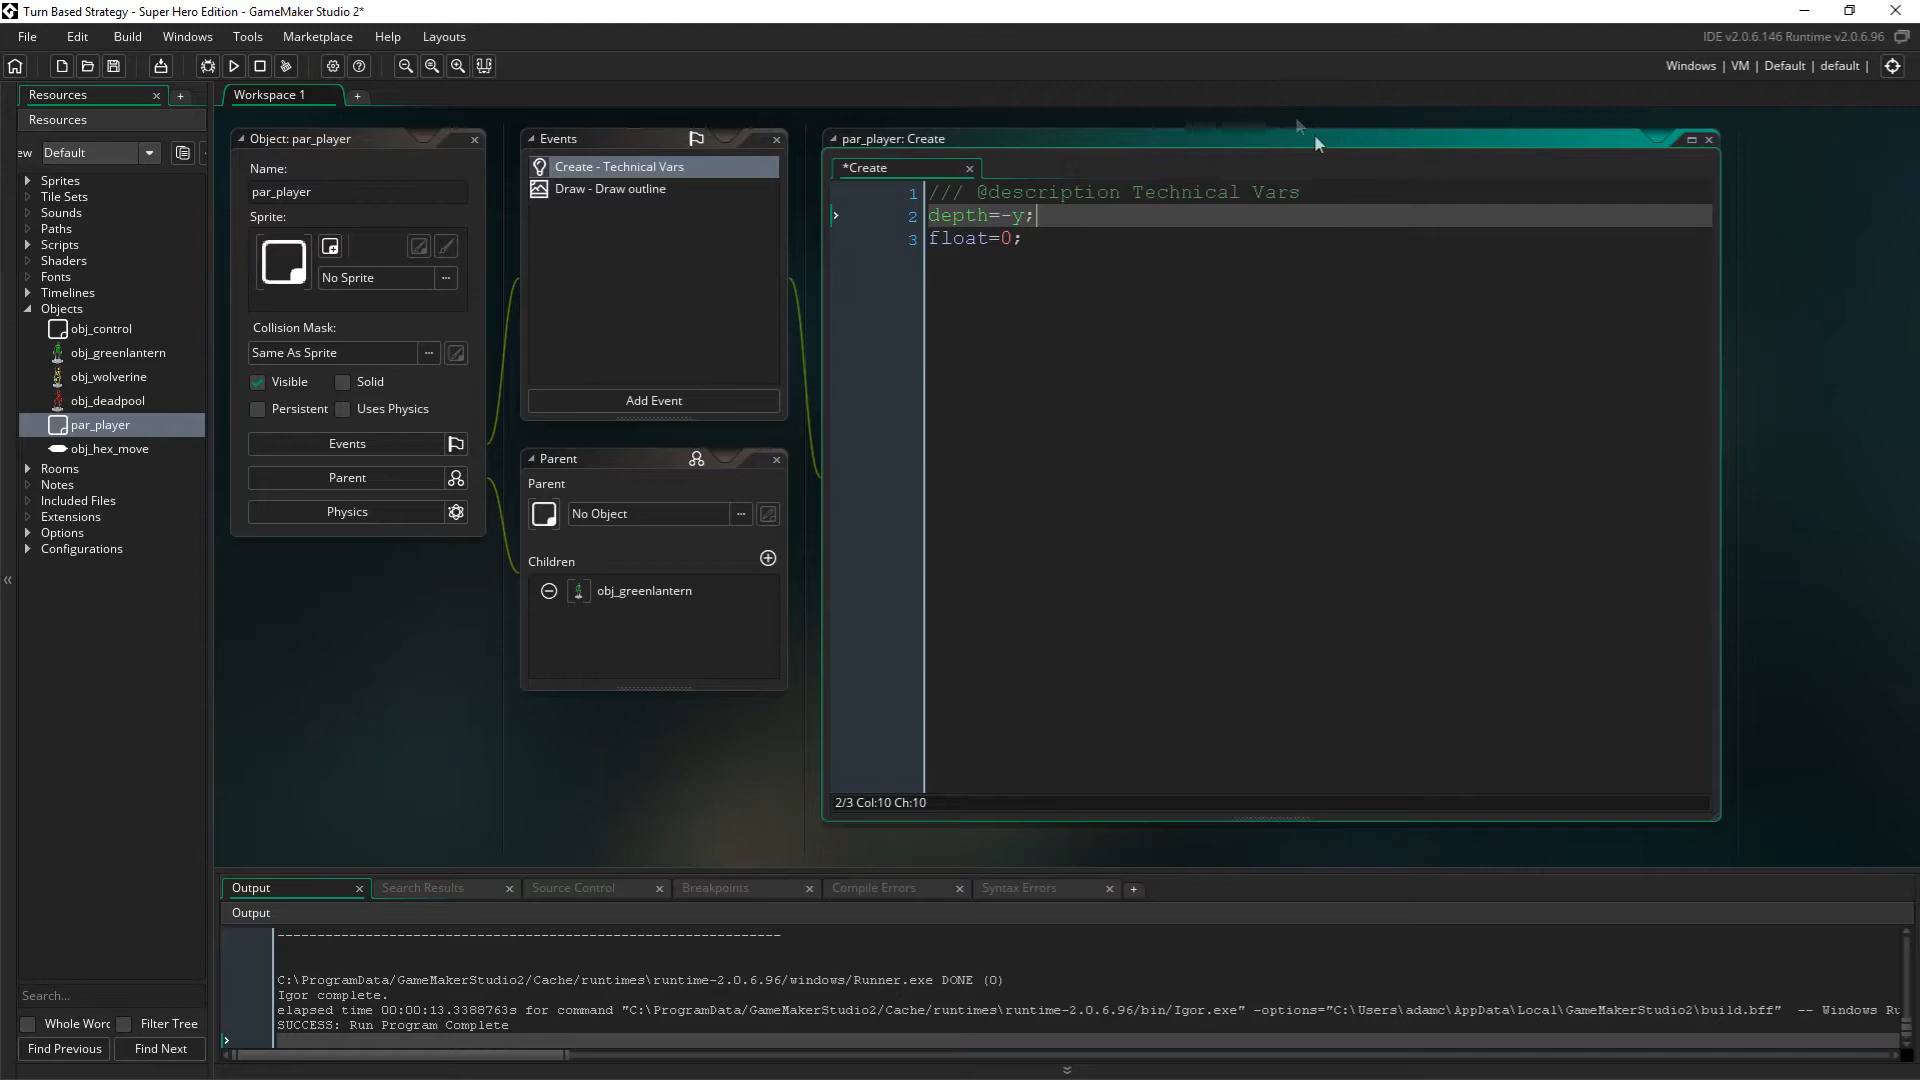 Turn Based Strategy - Super Hero Edition - GameMaker Studio 2*
File Edit Build Windows Tools Marketplace Help Layouts
IDE v2.0.6.146 Runtime v2.0.6.96
Windows | VM | Default | default |
Resources
Workspace 1
Resources
ew Default
Sprites
Tile Sets
Sounds
Paths
Scripts
Shaders
Fonts
Timelines
Objects
obj_control
obj_greenlantern
obj_wolverine
obj_deadpool
par_player
obj_hex_move
Rooms
Notes
Included Files
Extensions
Options
Configurations
Search...
Whole Word
Filter Tree
Find Previous
Find Next
Object: par_player
Name:
par_player
Sprite:
No Sprite
Collision Mask:
Same As Sprite
Visible
Solid
Persistent
Uses Physics
Events
Parent
Physics
Events
Create - Technical Vars
Draw - Draw outline
Add Event
Parent
Parent
No Object
Children
obj_greenlantern
par_player: Create
*Create
1 /// @description Technical Vars
2 depth=-y;
3 float=0;
2/3 Col:10 Ch:10
Output
Search Results
Source Control
Breakpoints
Compile Errors
Syntax Errors
Output
------------------------------------------------------------
C:\ProgramData/GameMakerStudio2/Cache/runtimes\runtime-2.0.6.96/windows/Runner.exe DONE (0)
Igor complete.
elapsed time 00:00:13.3388763s for command "C:\ProgramData/GameMakerStudio2/Cache/runtimes\runtime-2.0.6.96/bin/Igor.exe" -options="C:\Users\adamc\AppData\Local\GameMakerStudio2\build.bff" -- Windows Ru
SUCCESS: Run Program Complete